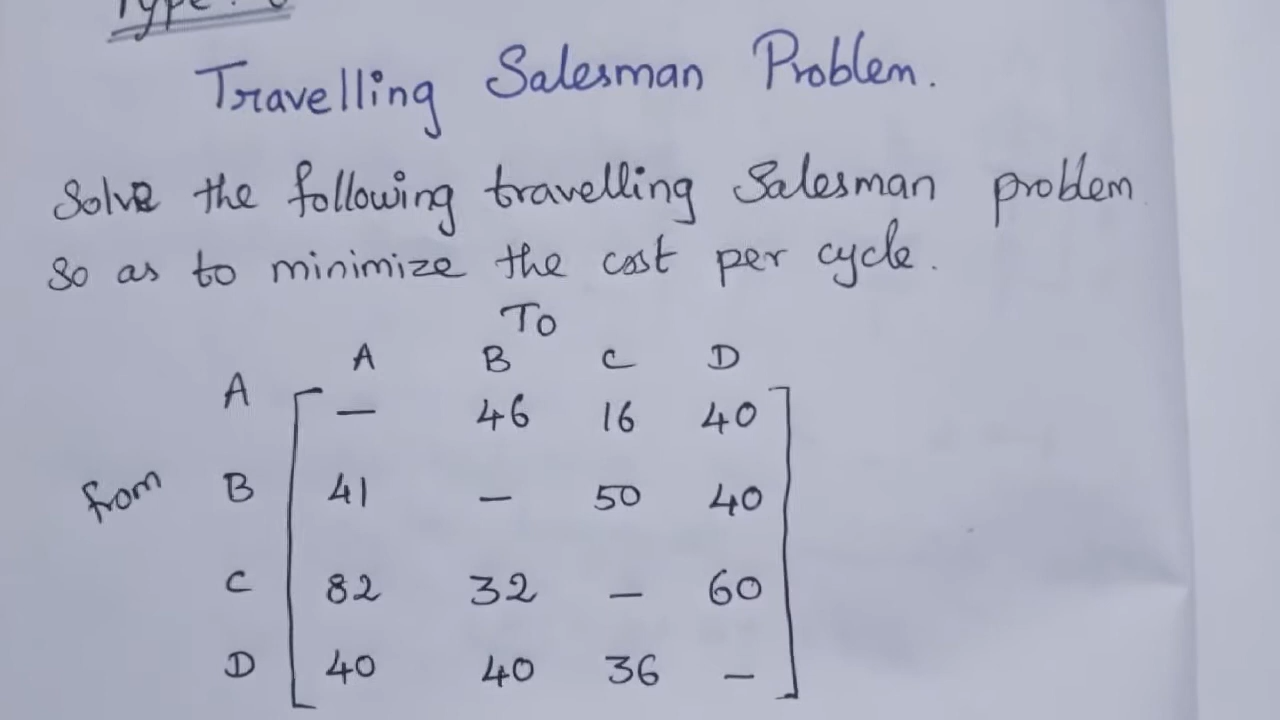 Travelling Salesman Problem.
Solve the following travelling Salesman problem
so as to minimize the cost per cycle.
To
A B C D
A — 46 16 40
from B 41 — 50 40
C 82 32 — 60
D 40 40 36 —